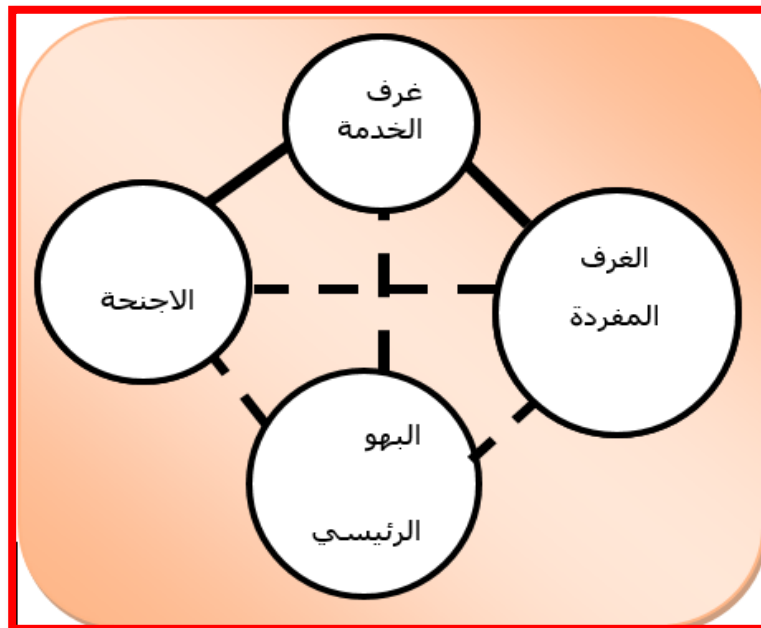 غرف
الخدمة
الغرف
المفردة
الاجنحة
البهو
الرئيسي